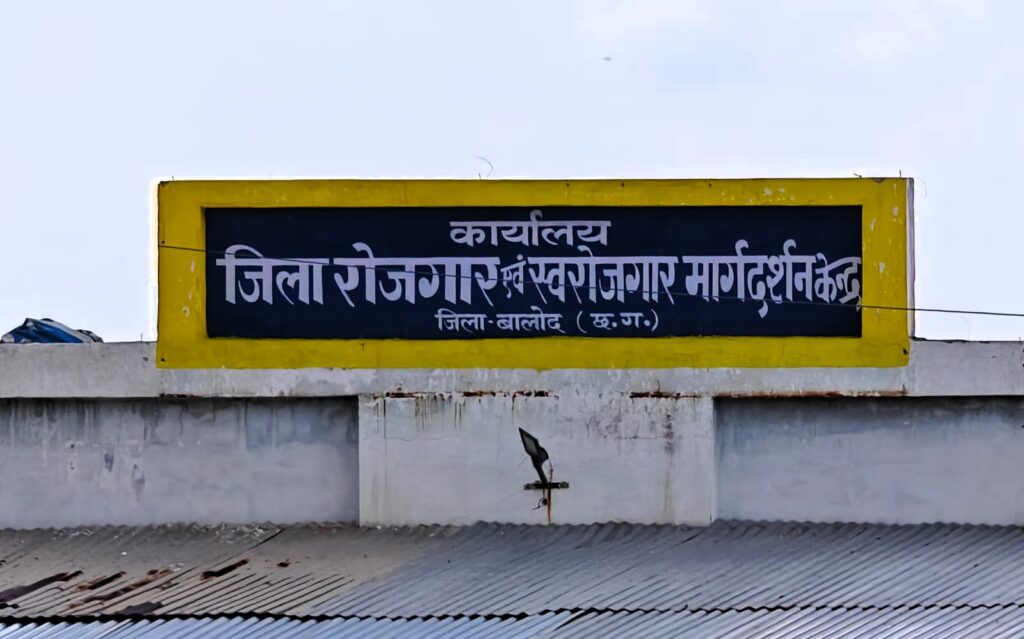 कार्यालय
जिला रोजगार एवं स्वरोजगार मार्गदर्शन केन्द्र
जिला-बालोद (छ.ग.)